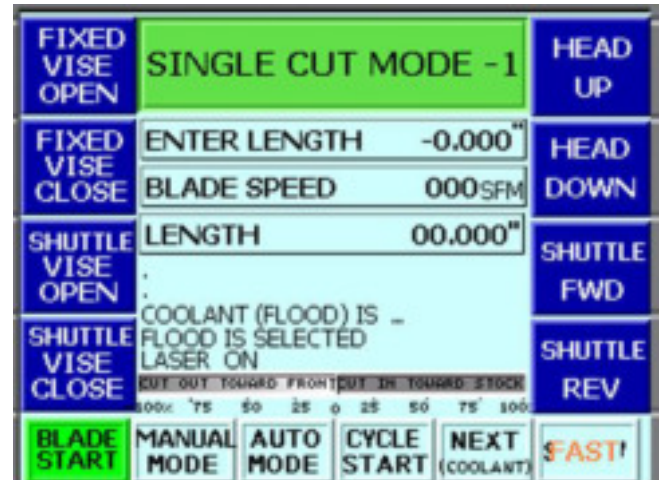 FIXED
VISE
OPEN
SINGLE CUT MODE -1
HEAD
UP
FIXED
VISE
CLOSE
ENTER LENGTH -0.000"
BLADE SPEED 000SFM
HEAD
DOWN
SHUTTLE
VISE
OPEN
LENGTH 00.000"
SHUTTLE
FWD
COOLANT (FLOOD) IS _
FLOOD IS SELECTED
LASER ON
SHUTTLE
VISE
CLOSE
SHUTTLE
REV
CUT OUT TOWARD FRONT CUT IN TOWARD STOCK
100% 75 50 25 0 25 50 75 100
BLADE
START
MANUAL
MODE
AUTO
MODE
CYCLE
START
NEXT
(COOLANT)
FAST